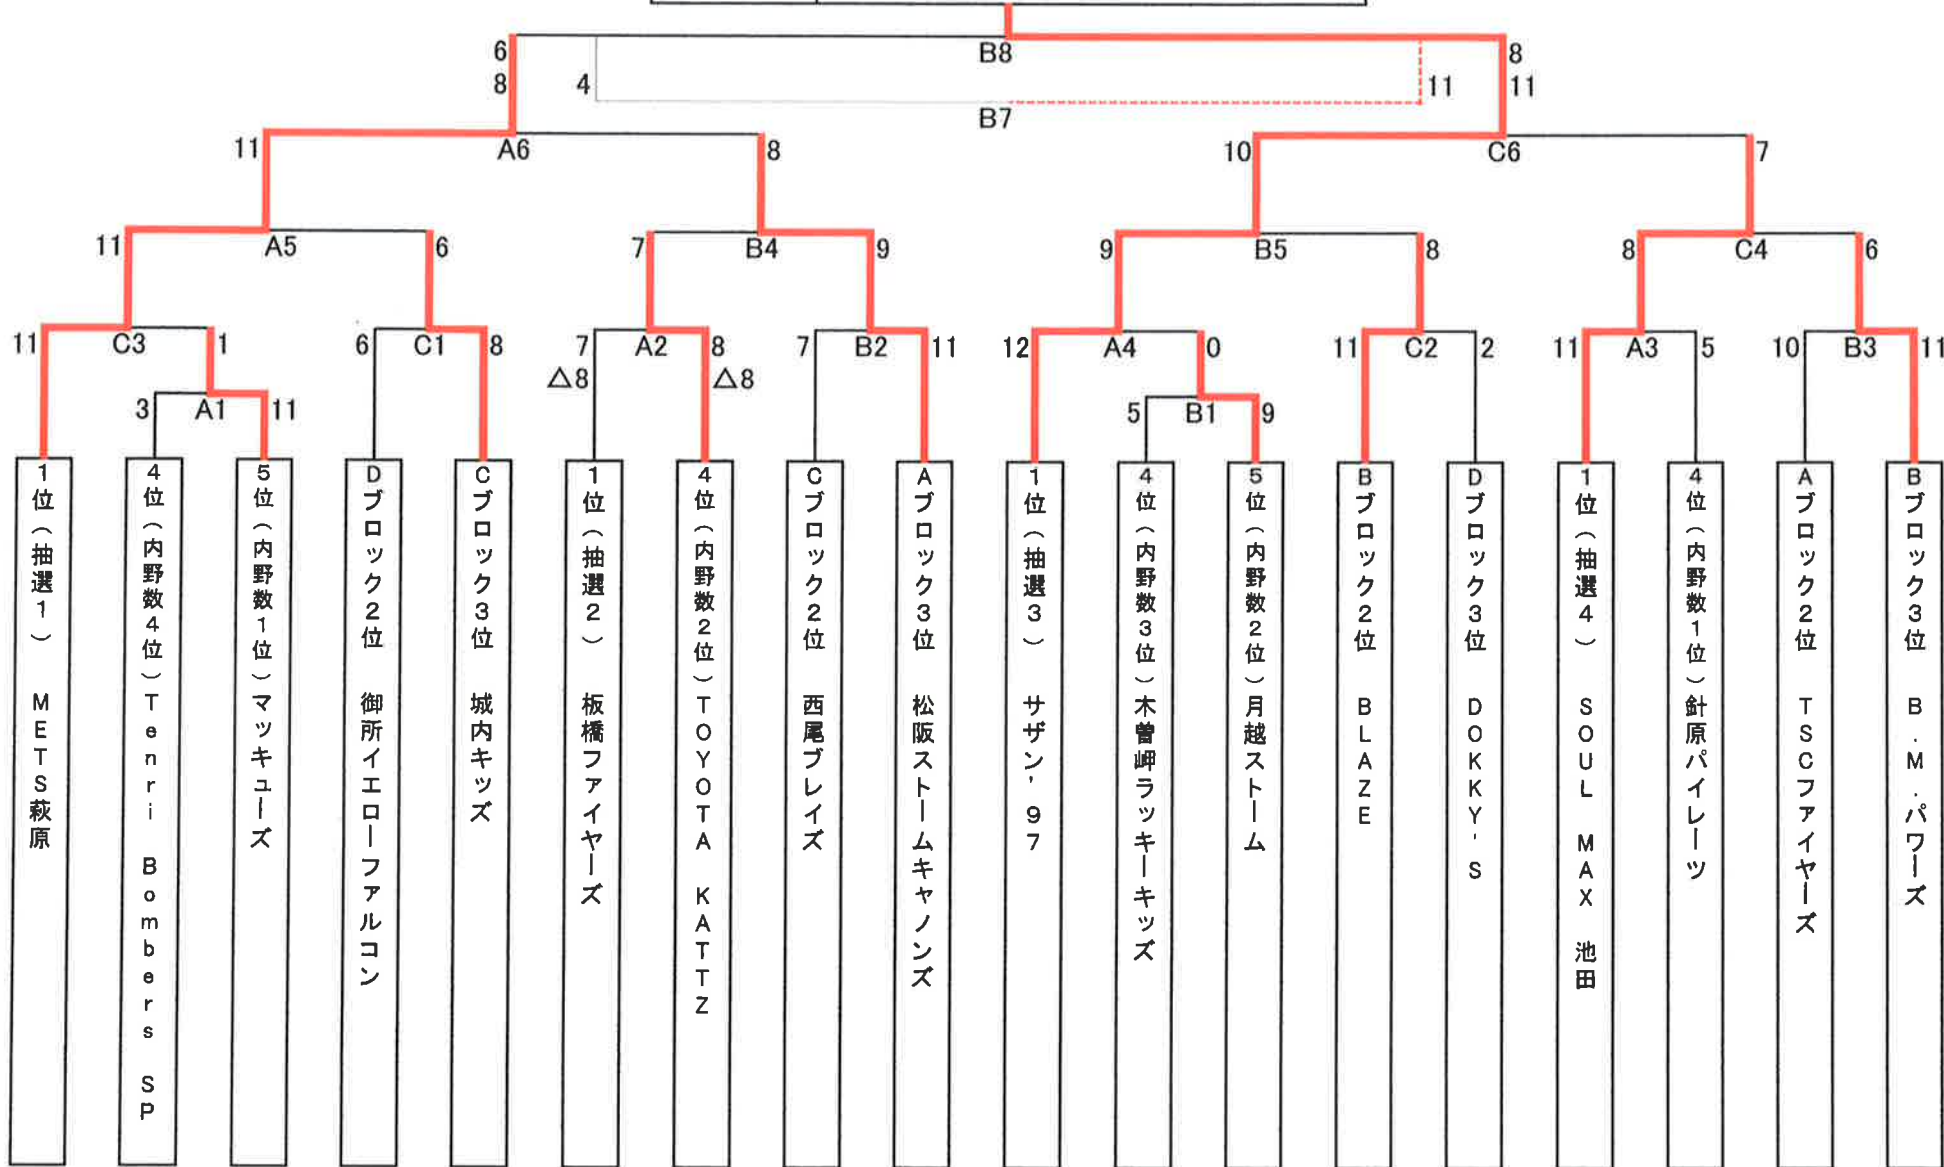 6 B8 8
8 4 11 11
B7
11 A6 8 10 C6 7
11 A5 6 7 B4 9 9 B5 8 8 C4 6
11 C3 1 6 C1 8 7 A2 8 7 B2 11 12 A4 0 11 C2 2 11 A3 5 10 B3 11
△8 △8
3 A1 11 5 B1 9
1位（抽選1） METS萩原
4位（内野数4位）Tenri Bombers SP
5位（内野数1位）マッキューズ
Dブロック2位 御所イエローファルコン
Cブロック3位 城内キッズ
1位（抽選2） 板橋ファイヤーズ
4位（内野数2位）TOYOTA KATTZ
Cブロック2位 西尾ブレイズ
Aブロック3位 松阪ストームキャノンズ
1位（抽選3） サザン'97
4位（内野数3位）木曽岬ラッキーキッズ
5位（内野数2位）月越ストーム
Bブロック2位 BLAZE
Dブロック3位 DOKKY'S
1位（抽選4） SOUL MAX 池田
4位（内野数1位）針原パイレーツ
Aブロック2位 TSCファイヤーズ
Bブロック3位 B.M.パワーズ